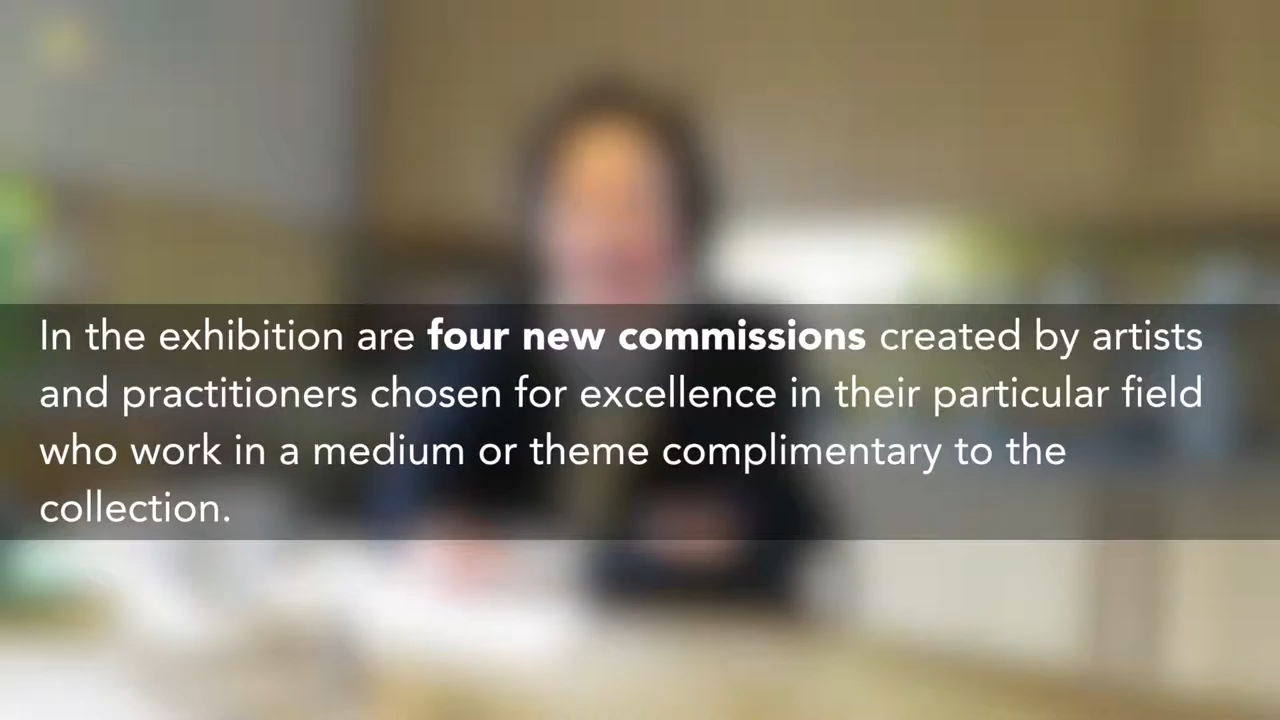 In the exhibition are four new commissions created by artists
and practitioners chosen for excellence in their particular field
who work in a medium or theme complimentary to the
collection.